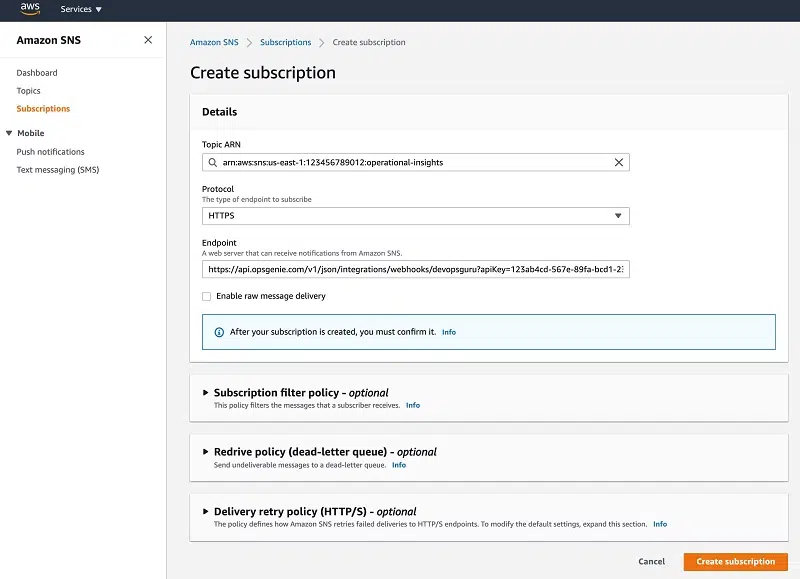 aws
Services
Amazon SNS
Dashboard
Topics
Subscriptions
Mobile
Push notifications
Text messaging (SMS)
Amazon SNS > Subscriptions > Create subscription
Create subscription
Details
Topic ARN
arn:aws:sns:us-east-1:123456789012:operational-insights
Protocol
The type of endpoint to subscribe
HTTPS
Endpoint
A web server that can receive notifications from Amazon SNS.
https://api.opsgenie.com/v1/json/integrations/webhooks/devopsguru?apiKey=123ab4cd-567e-89fa-bcd1-2
Enable raw message delivery
After your subscription is created, you must confirm it. Info
Subscription filter policy - optional
This policy filters the messages that a subscriber receives. Info
Redrive policy (dead-letter queue) - optional
Send undeliverable messages to a dead-letter queue. Info
Delivery retry policy (HTTP/S) - optional
The policy defines how Amazon SNS retries failed deliveries to HTTP/S endpoints. To modify the default settings, expand this section. Info
Cancel
Create subscription